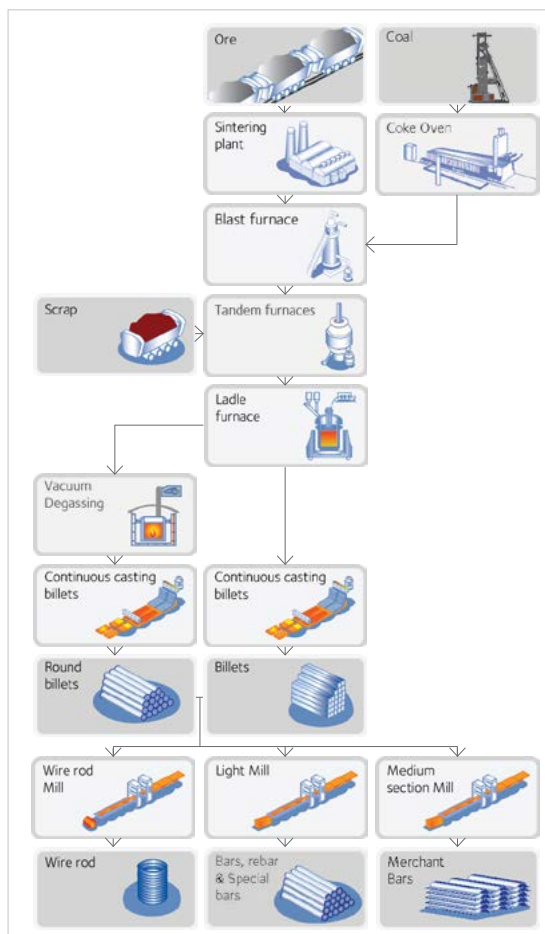 Ore
Coal
Sintering
plant
Coke Oven
Blast furnace
Scrap
Tandem furnaces
Ladle
furnace
Vacuum
Degassing
Continuous casting
billets
Continuous casting
billets
Round
billets
Billets
Wire rod
Mill
Light Mill
Medium
section Mill
Wire rod
Bars, rebar
& Special
bars
Merchant
Bars